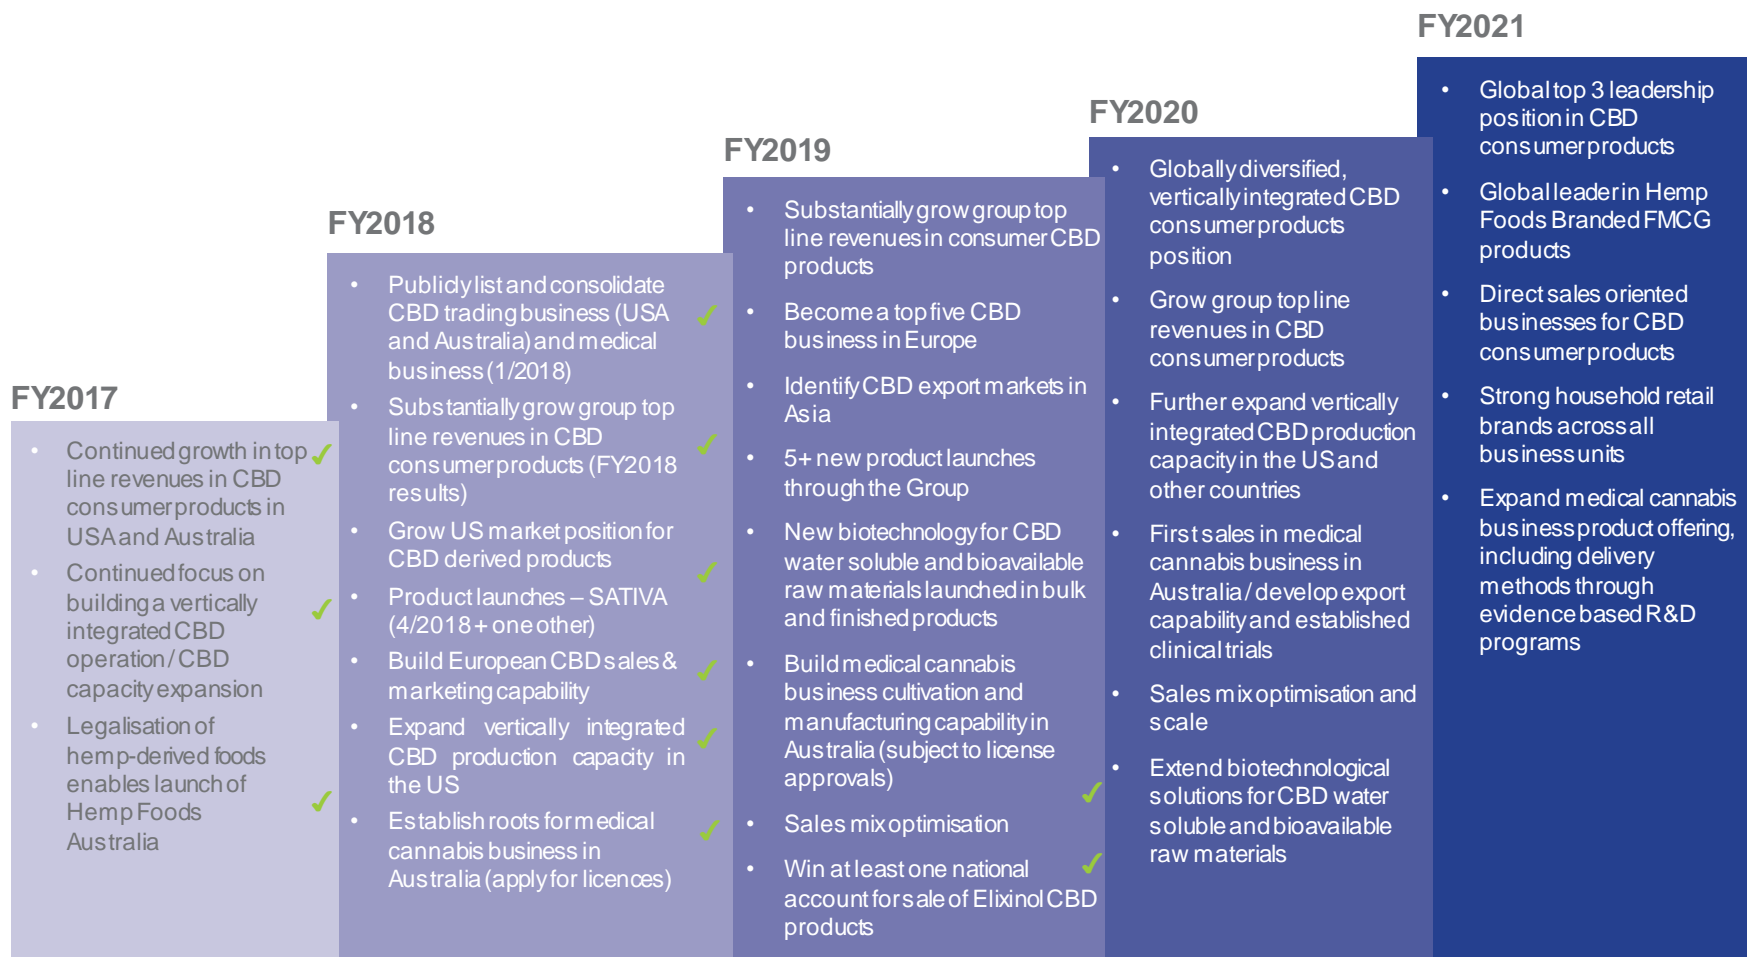 FY2017
• Continued growth in top
line revenues in CBD
consumer products in
USA and Australia
✓
• Continued focus on
building a vertically
integrated CBD
operation / CBD
capacity expansion
✓
• Legalisation of
hemp-derived foods
enables launch of
Hemp Foods
Australia
✓
FY2018
• Publicly list and consolidate
CBD trading business (USA
and Australia) and medical
business (1/2018)
✓
• Substantially grow group top
line revenues in CBD
consumer products (FY2018
results)
✓
• Grow US market position for
CBD derived products
✓
• Product launches – SATIVA
(4/2018 + one other)
• Build European CBD sales &
marketing capability
✓
• Expand vertically integrated
CBD production capacity in
the US
✓
• Establish roots for medical
cannabis business in
Australia (apply for licences)
✓
FY2019
• Substantially grow group top
line revenues in consumer CBD
products
• Become a top five CBD
business in Europe
• Identify CBD export markets in
Asia
• 5+ new product launches
through the Group
• New biotechnology for CBD
water soluble and bioavailable
raw materials launched in bulk
and finished products
• Build medical cannabis
business cultivation and
manufacturing capability in
Australia (subject to license
approvals)
✓
• Sales mix optimisation
• Win at least one national
account for sale of Elixinol CBD
products
✓
FY2020
• Globally diversified,
vertically integrated CBD
consumer products
position
• Grow group top line
revenues in CBD
consumer products
• Further expand vertically
integrated CBD production
capacity in the US and
other countries
• First sales in medical
cannabis business in
Australia / develop export
capability and established
clinical trials
• Sales mix optimisation and
scale
• Extend biotechnological
solutions for CBD water
soluble and bioavailable
raw materials
FY2021
• Global top 3 leadership
position in CBD
consumer products
• Global leader in Hemp
Foods Branded FMCG
products
• Direct sales oriented
businesses for CBD
consumer products
• Strong household retail
brands across all
business units
• Expand medical cannabis
business product offering,
including delivery
methods through
evidence based R&D
programs